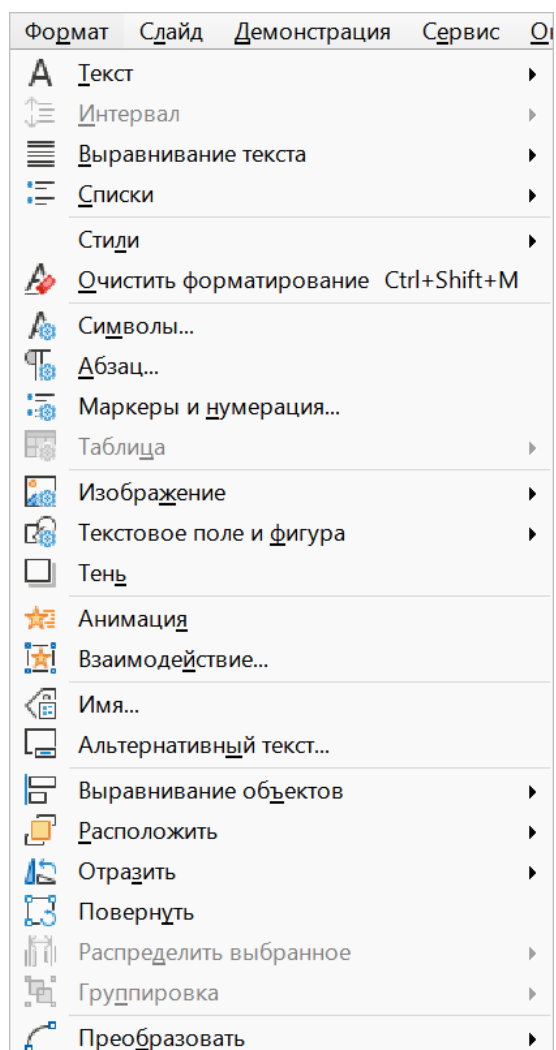 Формат Слайд Демонстрация Сервис
Текст
Интервал
Выравнивание текста
Списки
Стили
Очистить форматирование Ctrl+Shift+M
Символы...
Абзац...
Маркеры и нумерация...
Таблица
Изображение
Текстовое поле и фигура
Тень
Анимация
Взаимодействие...
Имя...
Альтернативный текст...
Выравнивание объектов
Расположить
Отразить
Повернуть
Распределить выбранное
Группировка
Преобразовать